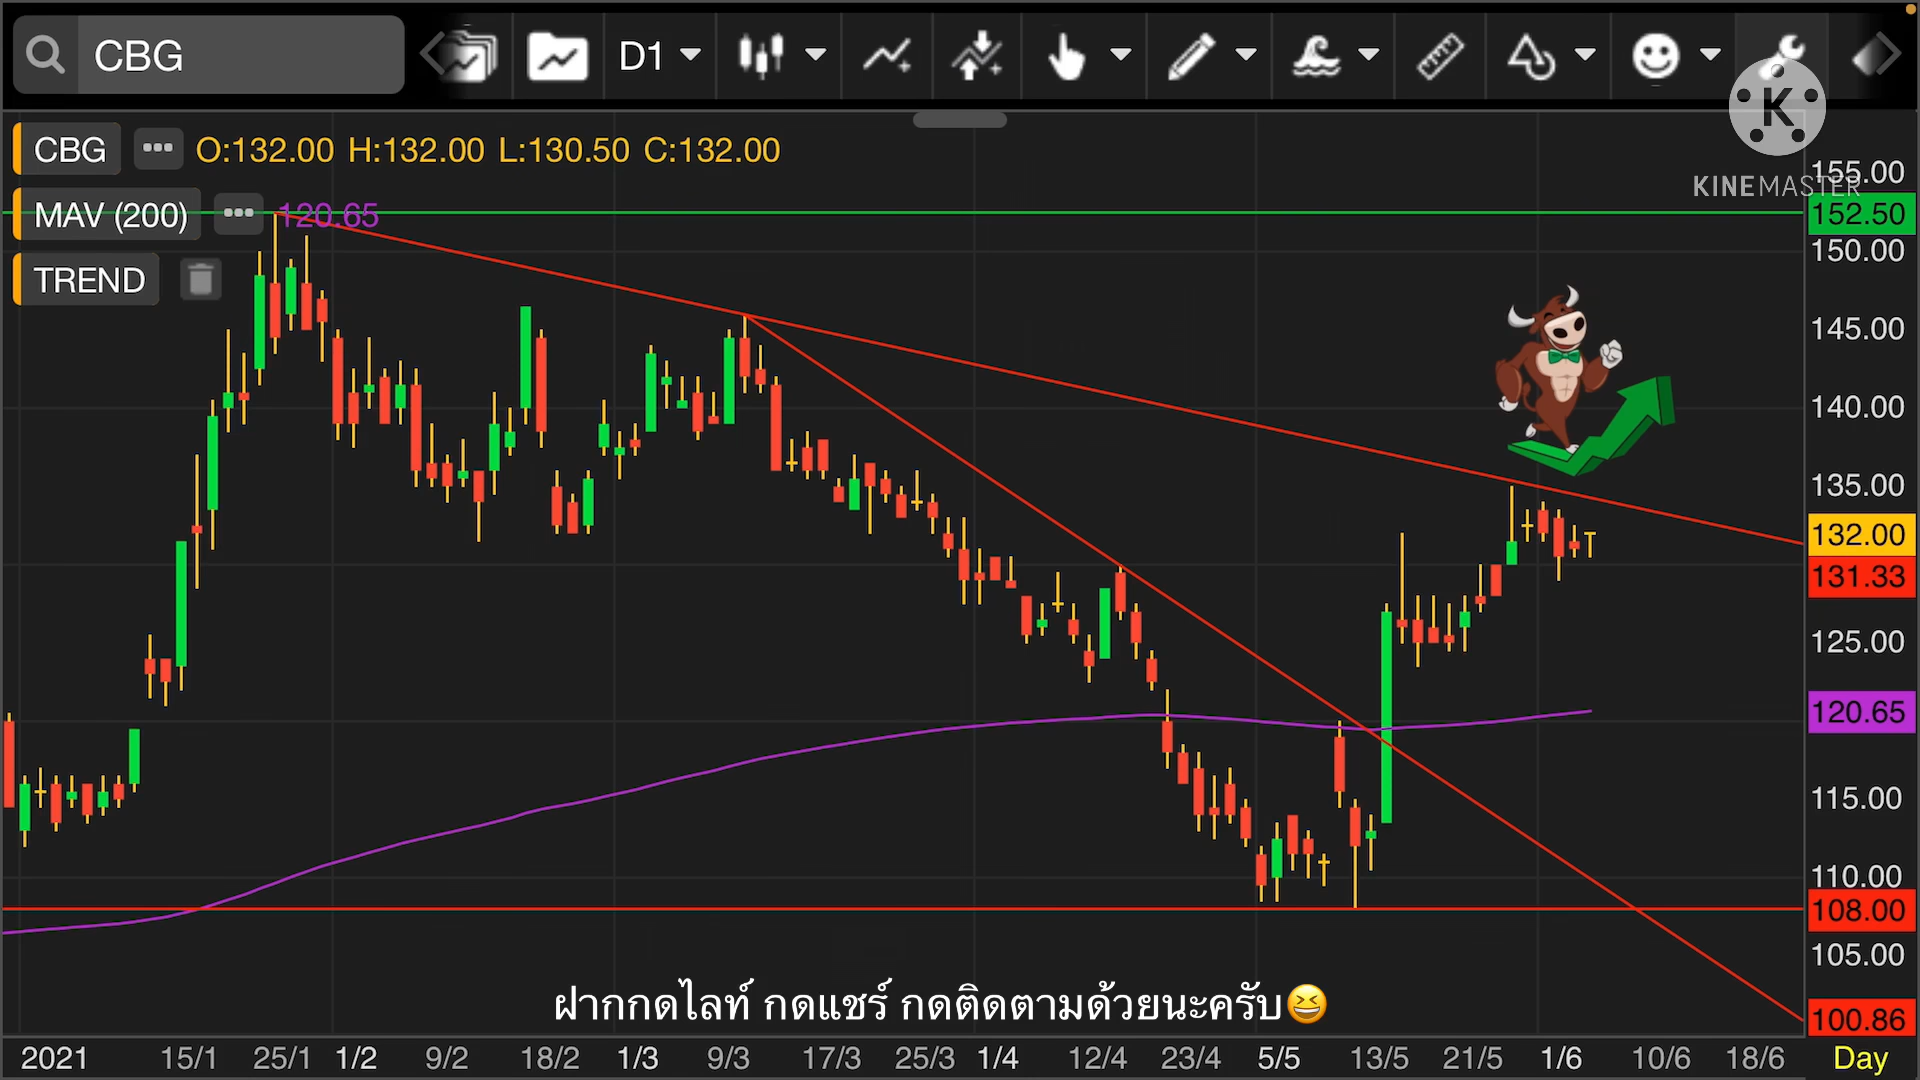 CBG
D1
K
KINEMASTER
CBG ••• O:132.00 H:132.00 L:130.50 C:132.00
MAV (200) ••• 120.65
TREND
155.00
152.50
150.00
145.00
140.00
135.00
132.00
131.33
125.00
120.65
115.00
110.00
108.00
105.00
100.86
ฝากกดไลท์ กดแชร์ กดติดตามด้วยนะครับ😆
2021 15/1 25/1 1/2 9/2 18/2 1/3 9/3 17/3 25/3 1/4 12/4 23/4 5/5 13/5 21/5 1/6 10/6 18/6 Day